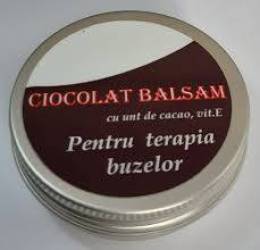 CIOCOLAT BALSAM
cu unt de cacao, vit.E
Pentru terapia
buzelor